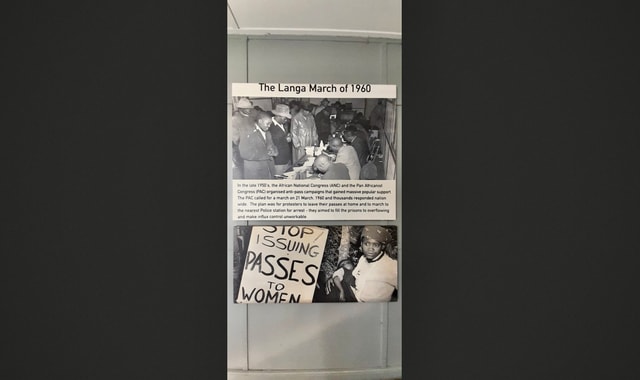 The Langa March of 1960
In the late 1950's, the African National Congress (ANC) and the Pan Africanist
Congress (PAC) organised anti-pass campaigns that gained massive popular support.
The PAC called for a march on 21 March, 1960 and thousands responded nation
wide. The plan was for protesters to leave their passes at home and to march to
the nearest Police station for arrest - they aimed to fill the prisons to overflowing
and make influx control unworkable.
STOP
ISSUING
PASSES
TO
WOMEN